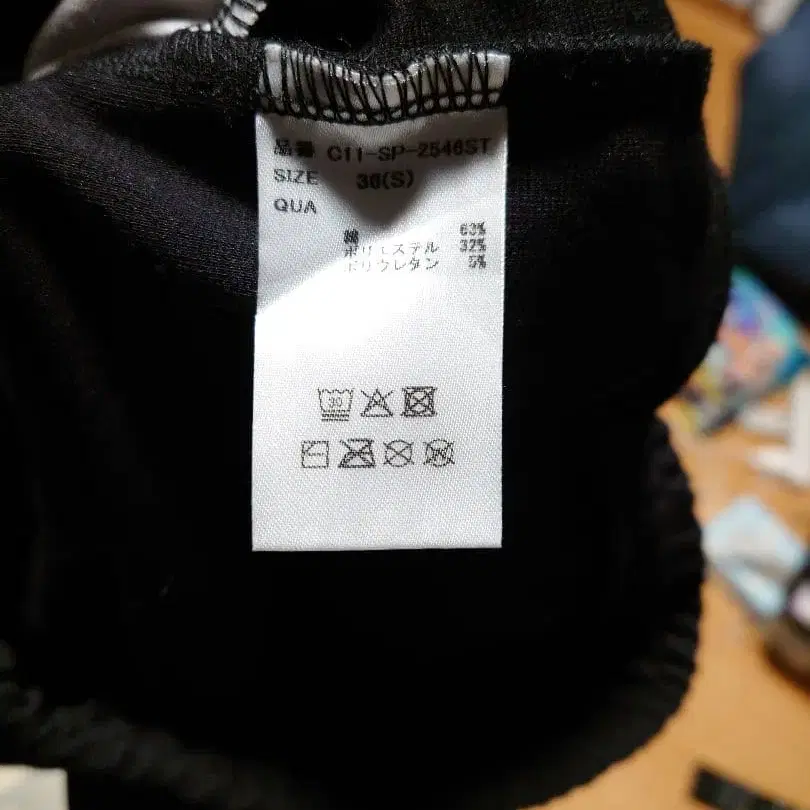 品番 C11-SP-2546ST
SIZE 36(S)
QUA
綿 63%
ポリエステル 32%
ポリウレタン 5%
30
W